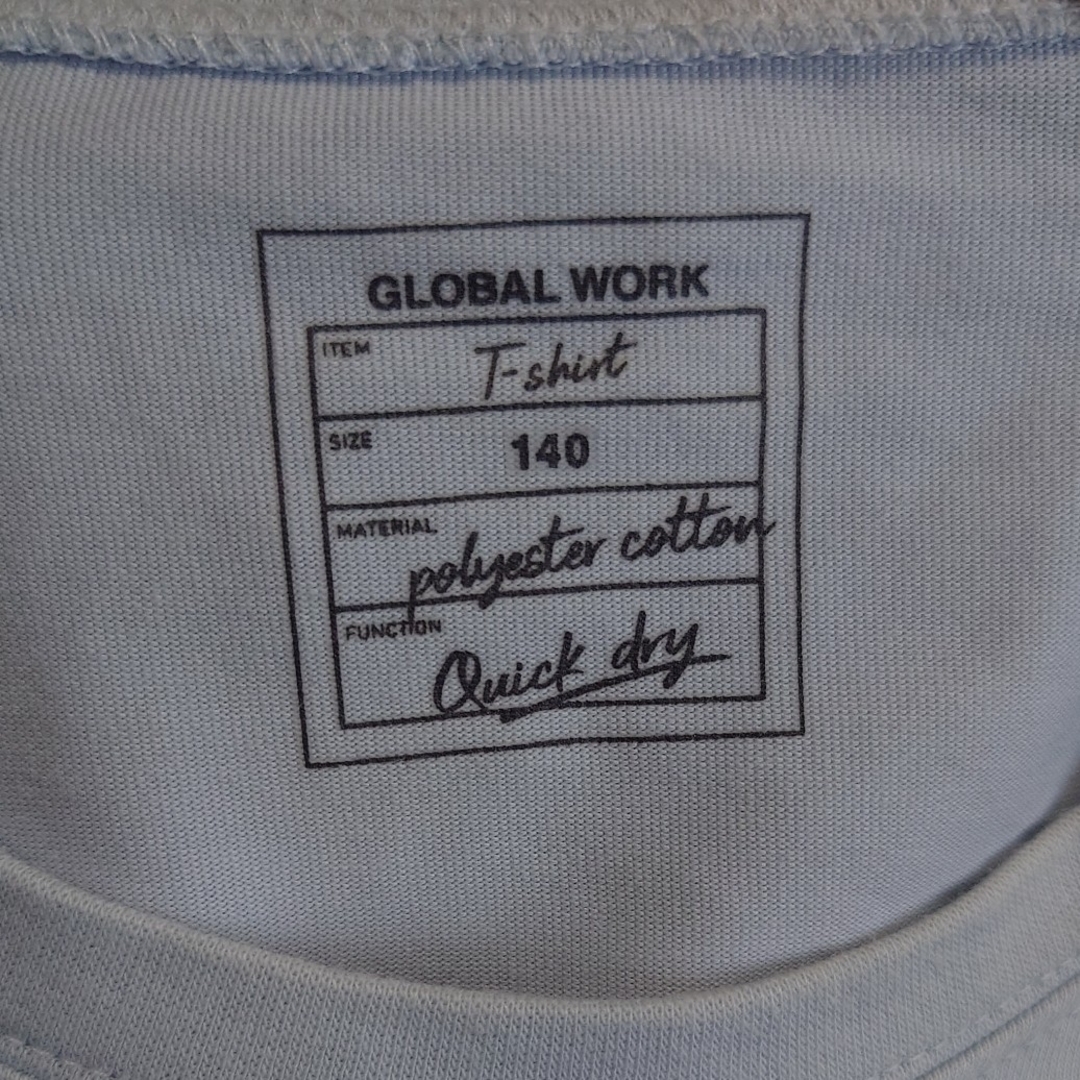 GLOBAL WORK
ITEM
T-shirt
SIZE
140
MATERIAL
polyester cotton
FUNCTION
Quick dry